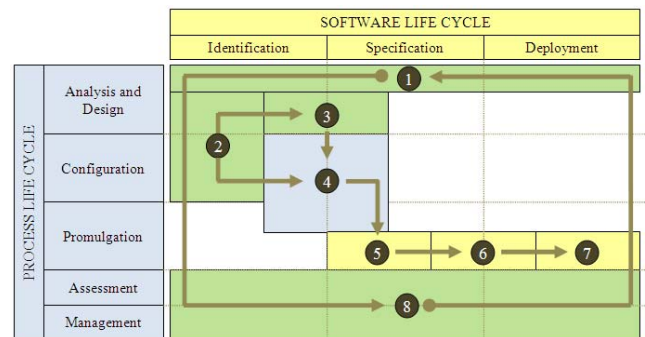 SOFTWARE LIFE CYCLE
Identification Specification Deployment
PROCESS LIFE CYCLE
Analysis and
Design
Configuration
Promulgation
Assessment
Management
1
2
3
4
5 6 7
8